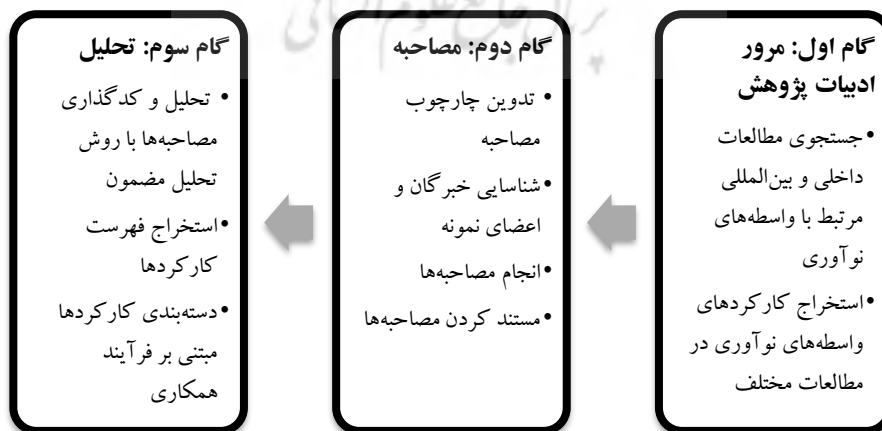 گام اول: مرور
ادبیات پژوهش
•جستجوی مطالعات
داخلی و بین‌المللی
مرتبط با واسطه‌های
نوآوری
•استخراج کارکردهای
واسطه‌های نوآوری در
مطالعات مختلف
گام دوم: مصاحبه
• تدوین چارچوب
مصاحبه
•شناسایی خبرگان و
اعضای نمونه
•انجام مصاحبه‌ها
•مستند کردن مصاحبه‌ها
گام سوم: تحلیل
• تحلیل و کدگذاری
مصاحبه‌ها با روش
تحلیل مضمون
•استخراج فهرست
کارکردها
•دسته‌بندی کارکردها
مبتنی بر فرآیند
همکاری